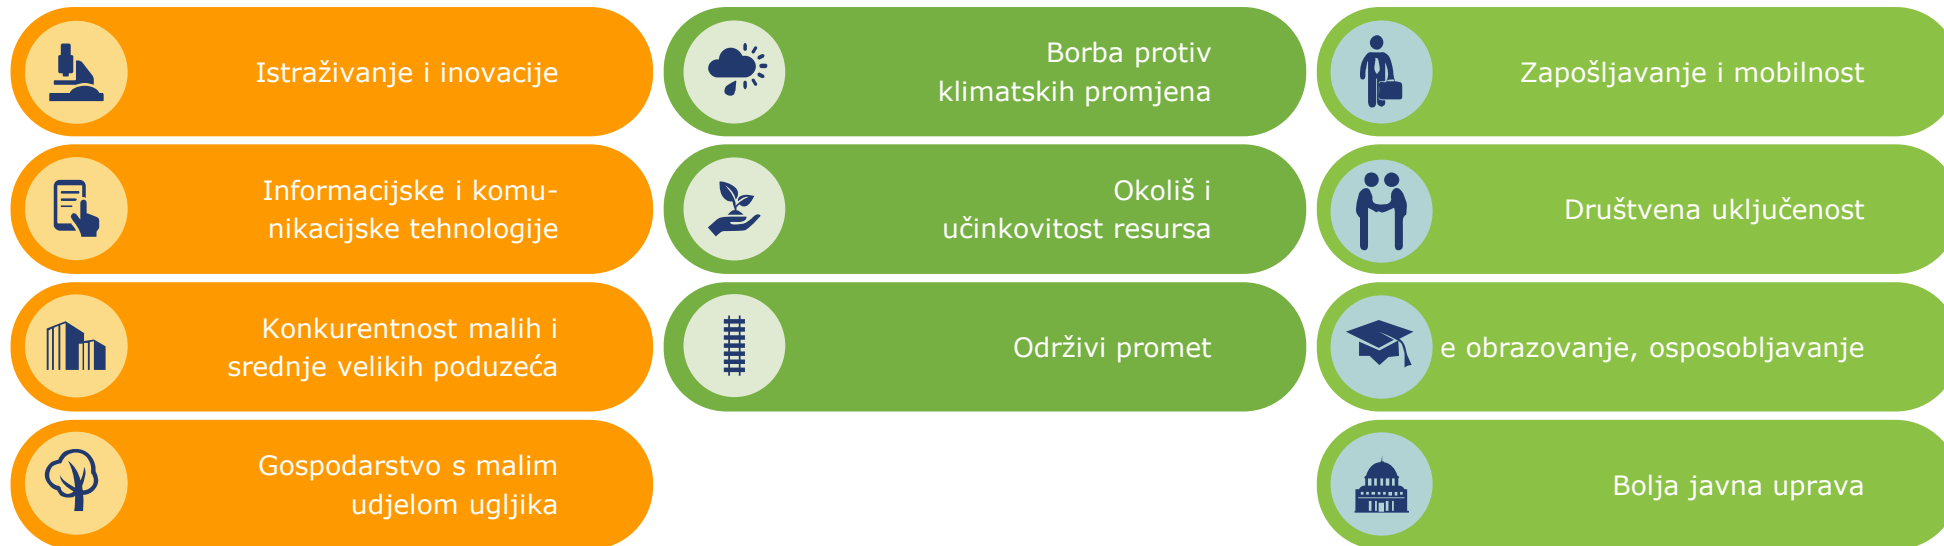 Istraživanje i inovacije
Informacijske i komu-
nikacijske tehnologije
Konkurentnost malih i
srednje velikih poduzeća
Gospodarstvo s malim
udjelom ugljika
Borba protiv
klimatskih promjena
Okoliš i
učinkovitost resursa
Održivi promet
Zapošljavanje i mobilnost
Društvena uključenost
e obrazovanje, osposobljavanje
Bolja javna uprava